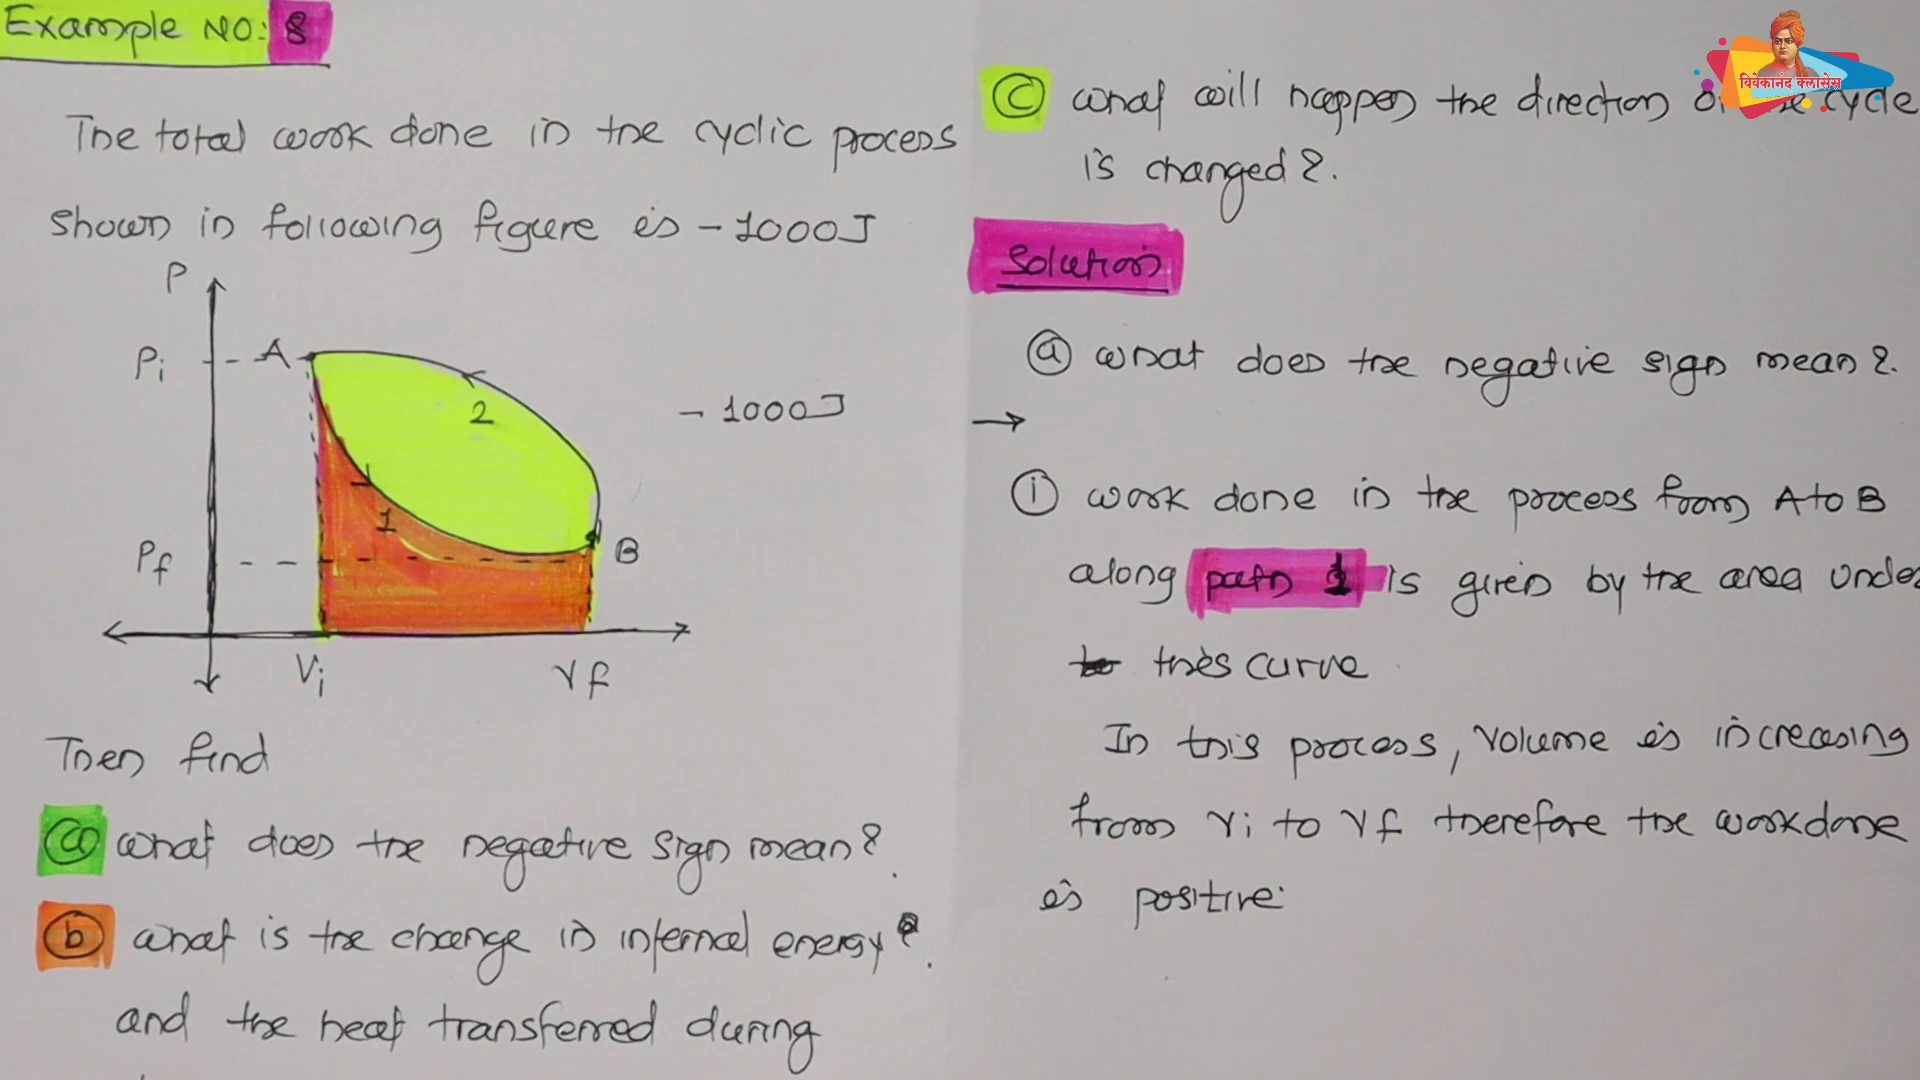 Example NO: 8
The total work done in the cyclic process
shown in following figure is - 1000J
P
Pi
A
2
- 1000J
1
Pf
B
Vi
Vf
Then find
a what does the negative sign mean?
b what is the change in internal energy?
and the heat transferred during
c what will happen the direction cycle
is changed?
Solution
a what does the negative sign mean?
→
i work done in the process from A to B
along path 1 is given by the area unde
this curve
In this process, volume is increasing
from Vi to Vf therefore the workdone
is positive.
विवेकानंद क्लासेस